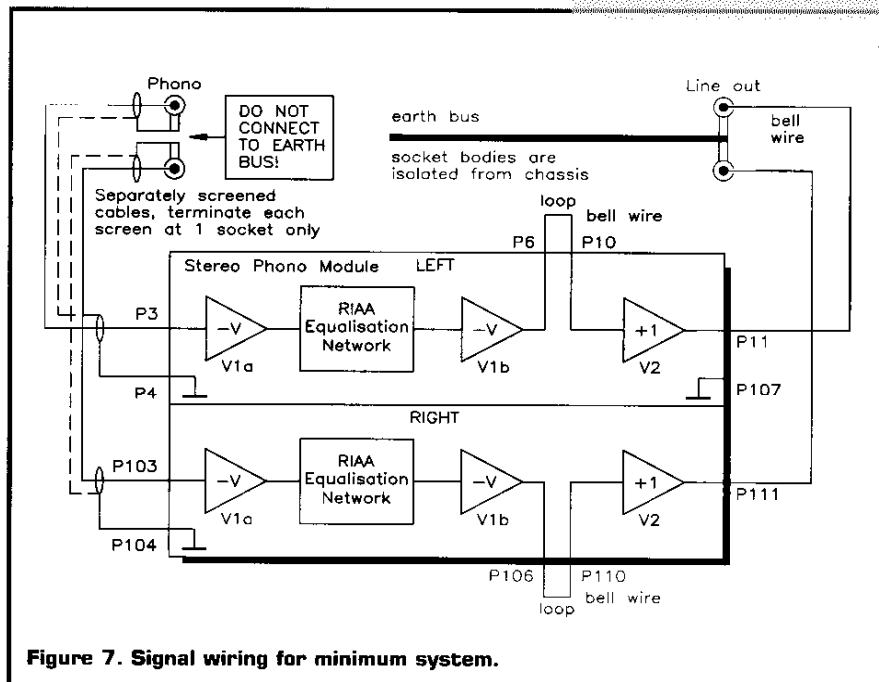 Phono
DO NOT
CONNECT
TO EARTH
BUS!
Separately screened
cables, terminate each
screen at 1 socket only
earth bus
socket bodies are
isolated from chassis
Line out
bell
wire
loop
bell wire
P6
P10
Stereo Phono Module
LEFT
P3
P4
-V
V1a
RIAA
Equalisation
Network
-V
V1b
+1
V2
P11
P107
RIGHT
P103
P104
-V
V1a
RIAA
Equalisation
Network
-V
V1b
+1
V2
P111
P106
P110
loop
bell wire
Figure 7. Signal wiring for minimum system.